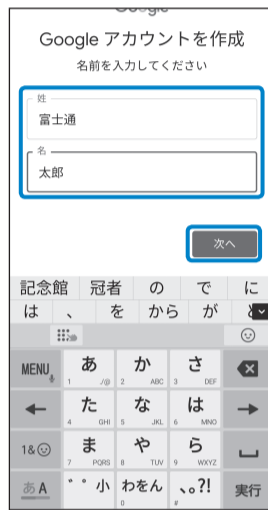 Google
Google アカウントを作成
名前を入力してください
姓
富士通
名
太郎
次へ
記念館 冠者 の で に
は 、 を から が と
MENU 1 あ ./@ 2 か ABC 3 さ DEF
4 た GHI 5 な JKL 6 は MNO
1& 7 ま PQRS 8 や TUV 9 ら WXYZ
あA ゛゜小 わをん 0 、。?! # 実行